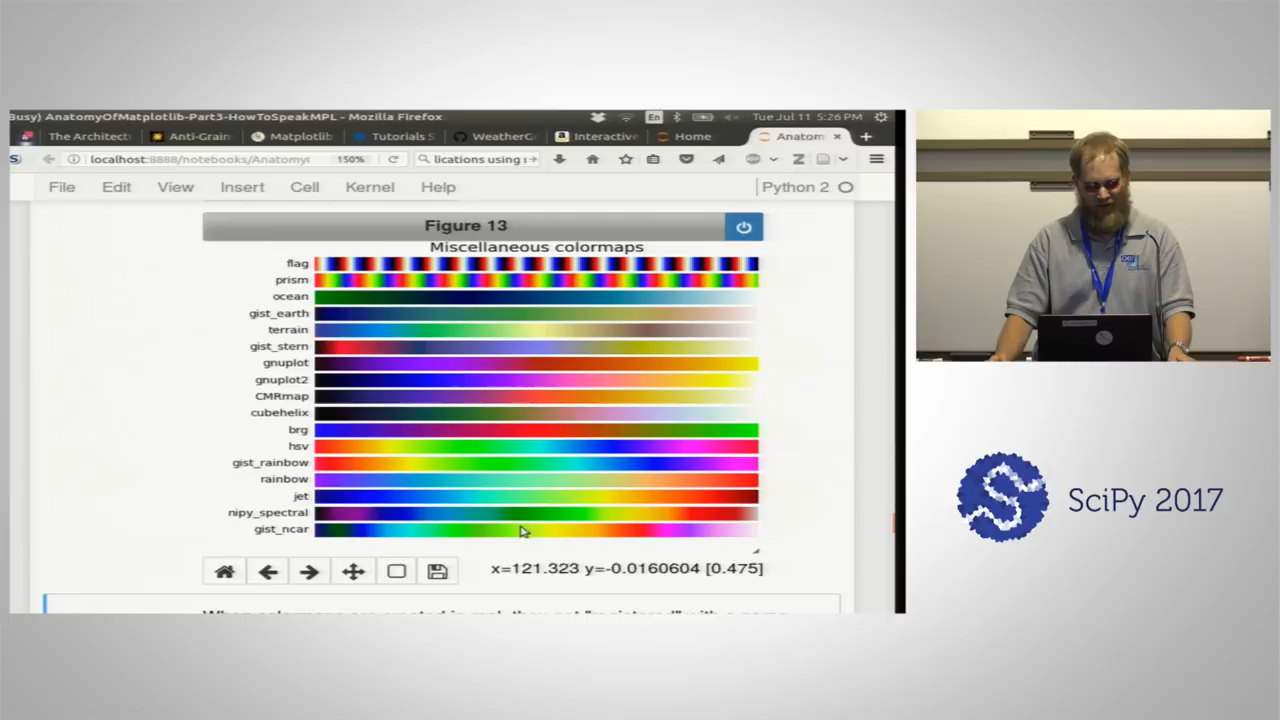 Busy) AnatomyOfMatplotlib-Part3-HowToSpeakMPL - Mozilla Firefox
En
Tue Jul 11 5:26 PM
The Architect
Anti-Grain
Matplotlib
Tutorials
WeatherG
Interactive
Home
Anatom
localhost:8888/notebooks/Anatomy
150%
lications using
File Edit View Insert Cell Kernel Help
Python 2
Figure 13
Miscellaneous colormaps
flag
prism
ocean
gist_earth
terrain
gist_stern
gnuplot
gnuplot2
CMRmap
cubehelix
brg
hsv
gist_rainbow
rainbow
jet
nipy_spectral
gist_ncar
x=121.323 y=-0.0160604 [0.475]
SciPy 2017